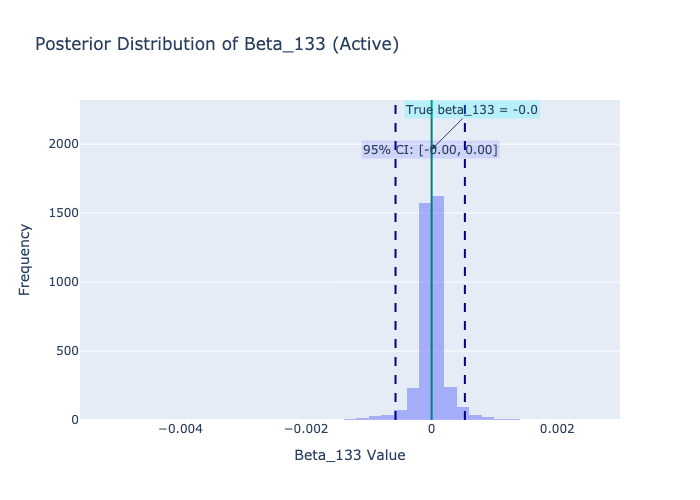 Posterior Distribution of Beta_133 (Active)
True beta_133 = -0.0
95% CI: [-0.00, 0.00]
2000
1500
1000
500
0
Frequency
−0.004
−0.002
0
0.002
Beta_133 Value